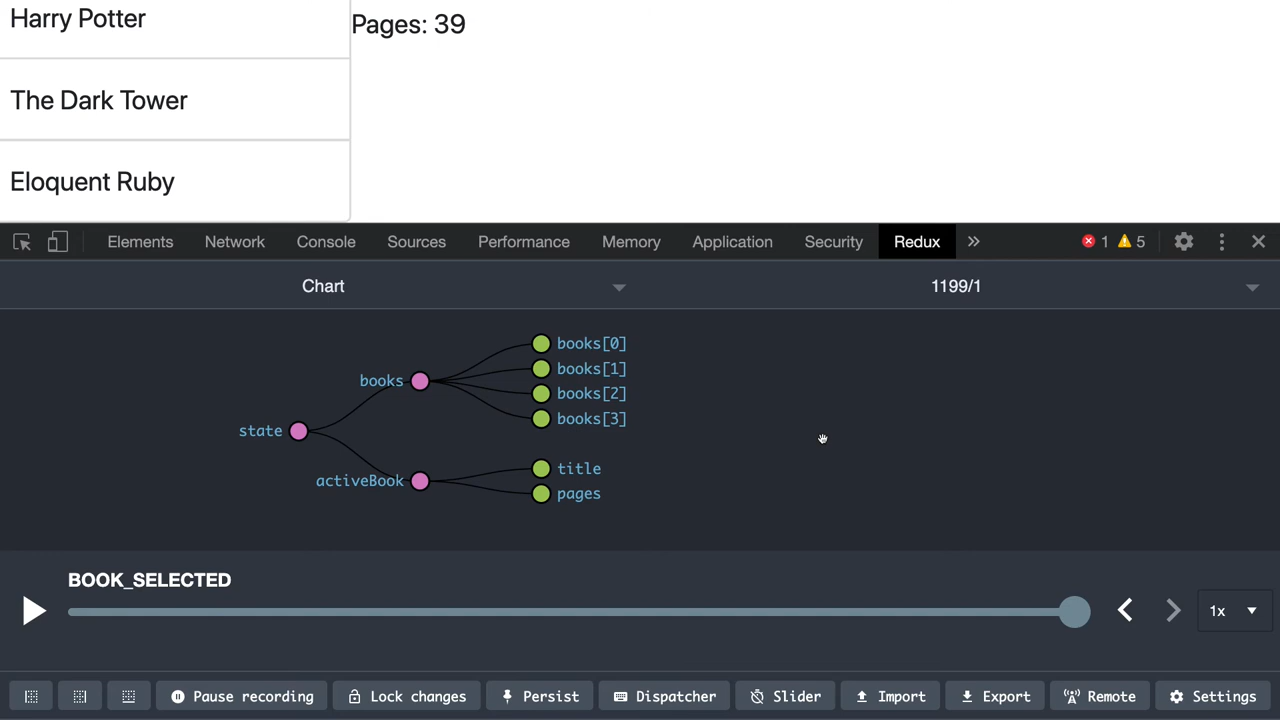 Harry Potter
Pages: 39
The Dark Tower
Eloquent Ruby
Elements Network Console Sources Performance Memory Application Security Redux » 1 5
Chart 1199/1
books[0]
books[1]
books
books[2]
books[3]
state
title
activeBook
pages
BOOK_SELECTED
1x
Pause recording Lock changes Persist Dispatcher Slider Import Export Remote Settings